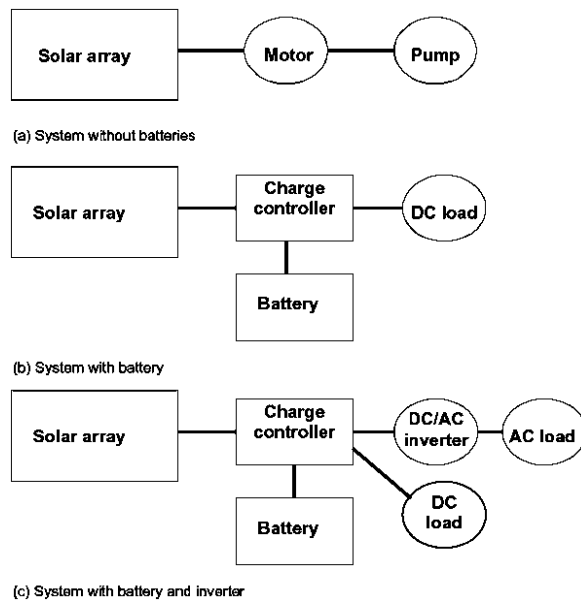 Solar array
Motor
Pump
(a) System without batteries
Solar array
Charge
controller
DC load
Battery
(b) System with battery
Solar array
Charge
controller
DC/AC
inverter
AC load
Battery
DC
load
(c) System with battery and inverter